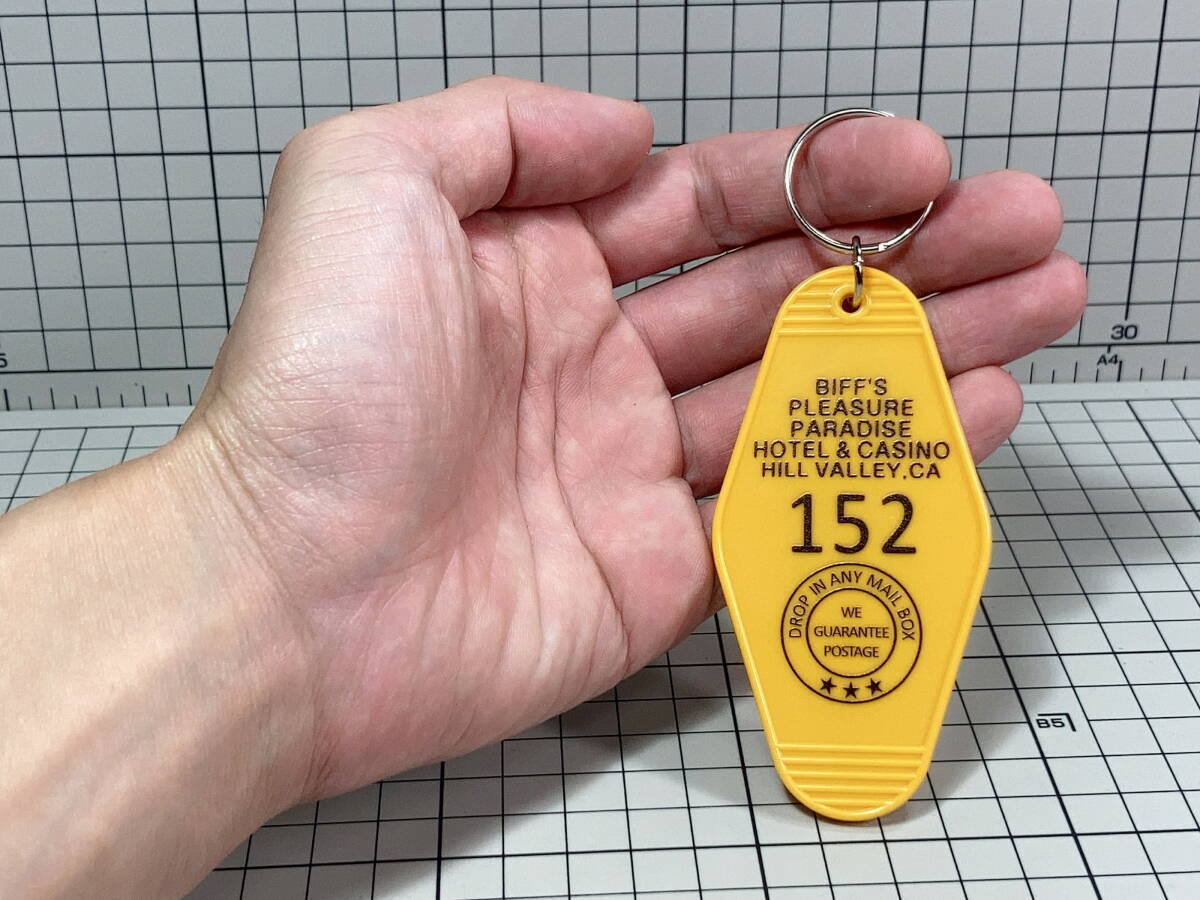 BIFF'S
PLEASURE
PARADISE
HOTEL & CASINO
HILL VALLEY.CA
152
DROP IN ANY MAIL BOX
WE
GUARANTEE
POSTAGE
30
A4
B5